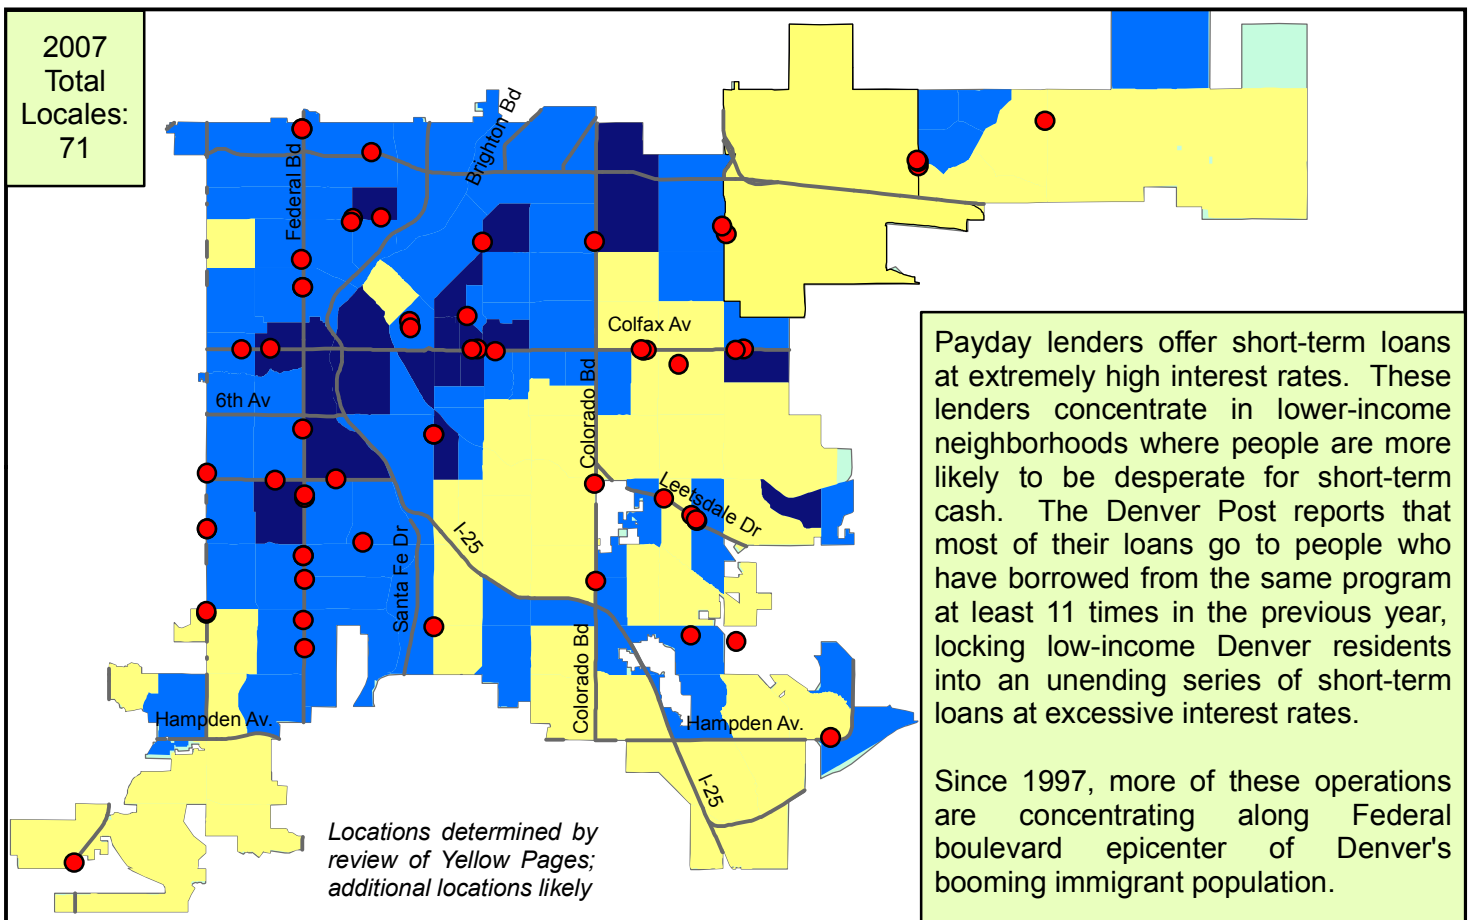 2007
Total
Locales:
71
Brighton Bd
Federal Bd
Colfax Av
6th Av
Colorado Bd
Leetsdale Dr
I-25
Santa Fe Dr
Colorado Bd
Hampden Av.
Hampden Av.
I-25
Locations determined by
review of Yellow Pages;
additional locations likely
Payday lenders offer short-term loans
at extremely high interest rates. These
lenders concentrate in lower-income
neighborhoods where people are more
likely to be desperate for short-term
cash. The Denver Post reports that
most of their loans go to people who
have borrowed from the same program
at least 11 times in the previous year,
locking low-income Denver residents
into an unending series of short-term
loans at excessive interest rates.
Since 1997, more of these operations
are concentrating along Federal
boulevard epicenter of Denver's
booming immigrant population.